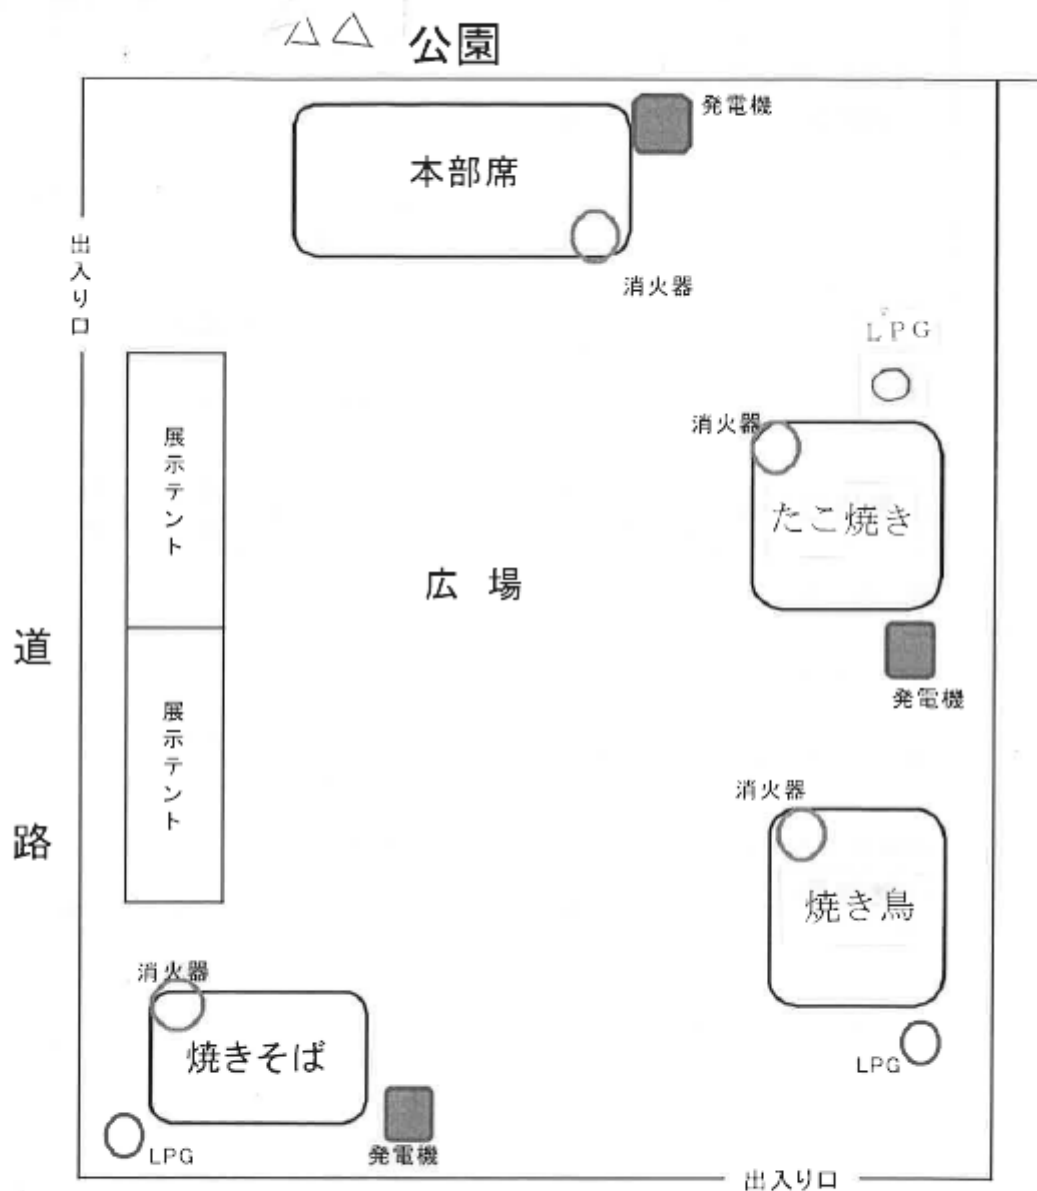 △△ 公園
発電機
本部席
消火器
出入り口
LPG
消火器
たこ焼き
展示テント
広 場
発電機
道路
展示テント
消火器
焼き鳥
LPG
消火器
焼きそば
LPG
発電機
出入り口